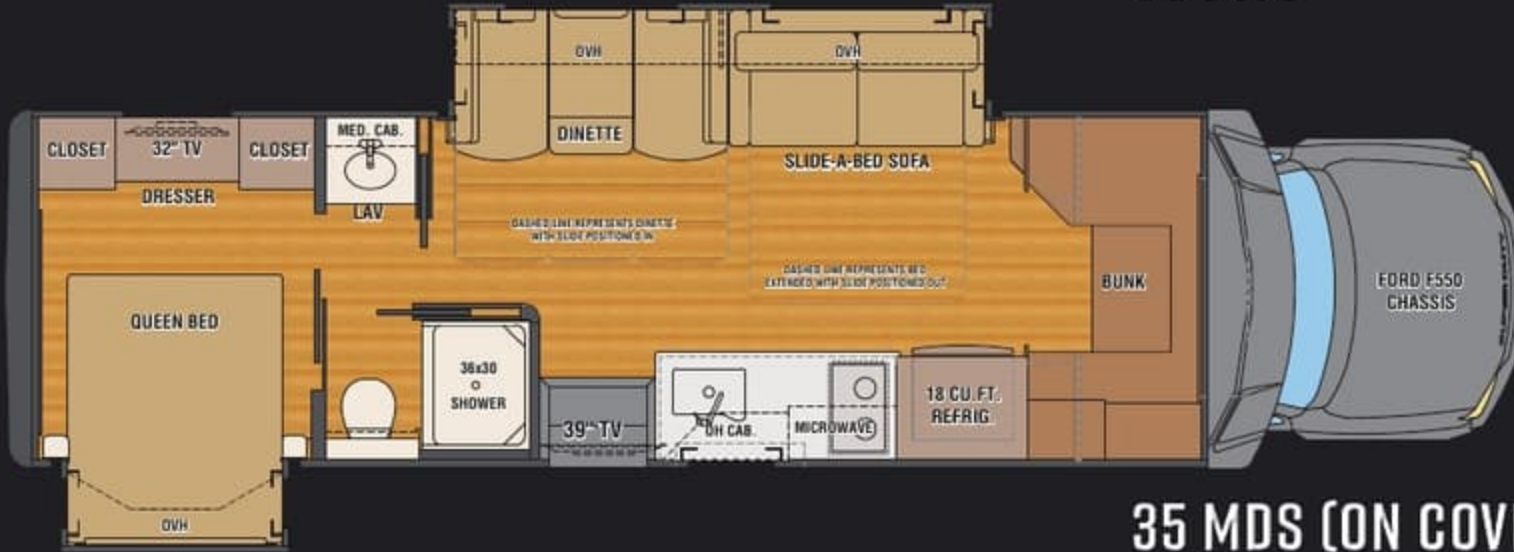 OVH
OVH
DINETTE
SLIDE-A-BED SOFA
CLOSET
32" TV
CLOSET
DRESSER
MED. CAB.
LAV
DASHED LINE REPRESENTS DINETTE
WITH SLIDE POSITIONED IN
DASHED LINE REPRESENTS BED
EXTENDED WITH SLIDE POSITIONED OUT
BUNK
FORD F550
CHASSIS
SUPER DUTY
QUEEN BED
36x30
SHOWER
39" TV
OH CAB.
MICROWAVE
18 CU.FT.
REFRIG.
OVH
35 MDS (ON COV